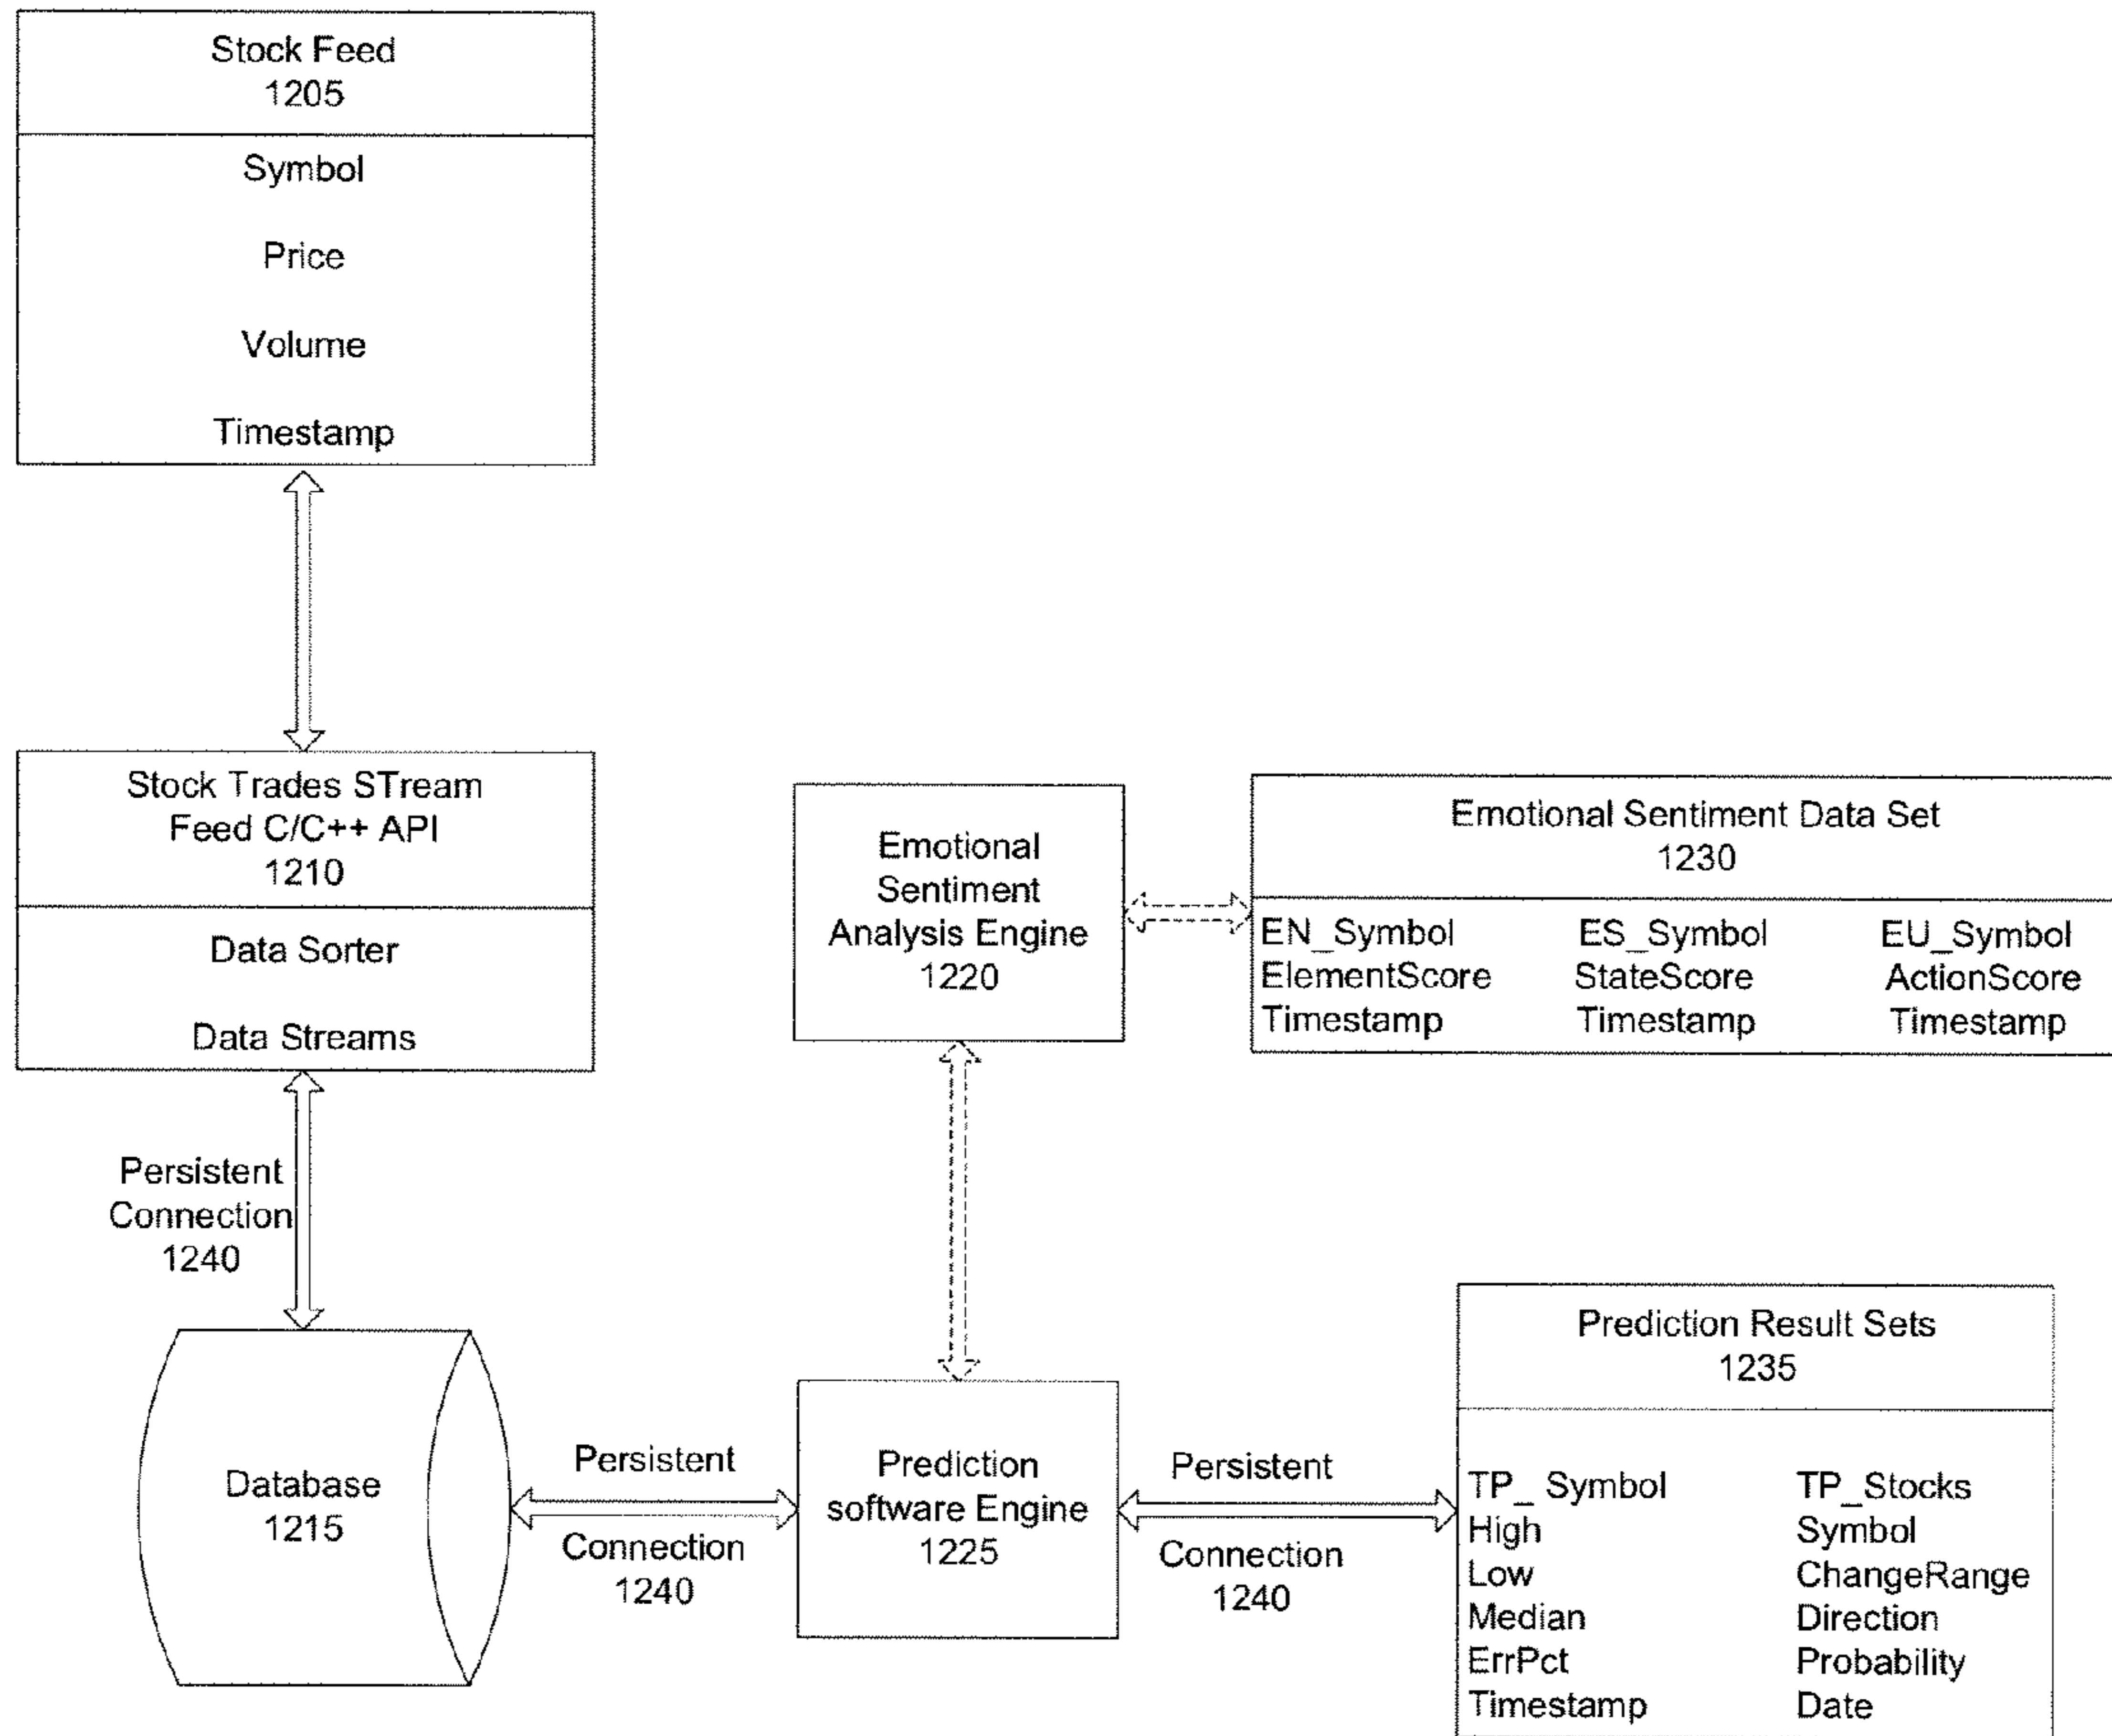 Stock Feed
1205
Symbol
Price
Volume
Timestamp
Stock Trades STream
Feed C/C++ API
1210
Data Sorter
Data Streams
Persistent
Connection
1240
Database
1215
Persistent
Connection
1240
Emotional
Sentiment
Analysis Engine
1220
Emotional Sentiment Data Set
1230
EN_Symbol ES_Symbol EU_Symbol
ElementScore StateScore ActionScore
Timestamp Timestamp Timestamp
Prediction
software Engine
1225
Persistent
Connection
1240
Prediction Result Sets
1235
TP_ Symbol TP_Stocks
High Symbol
Low ChangeRange
Median Direction
ErrPct Probability
Timestamp Date